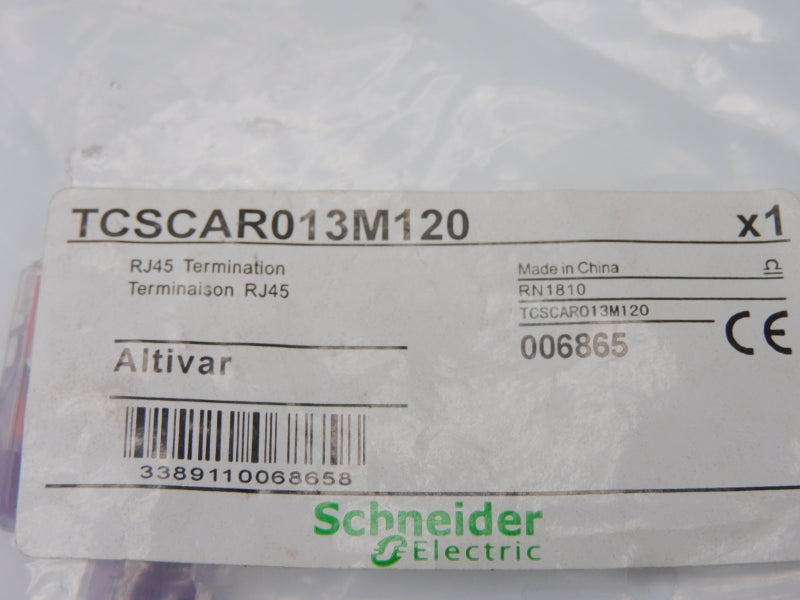 TCSCAR013M120 x1
RJ45 Termination
Terminaison RJ45
Made in China
RN1810
TCSCAR013M120
006865
CE
Altivar
3389110068658
Schneider
Electric